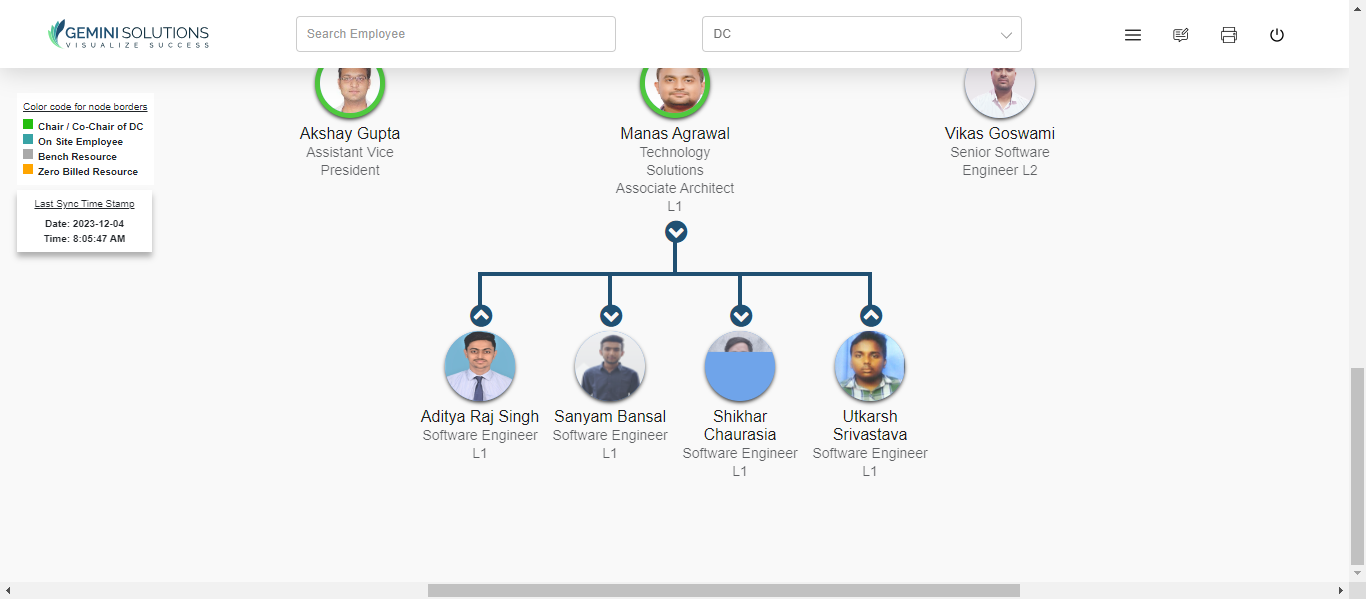 GEMINI SOLUTIONS
VISUALIZE SUCCESS
Search Employee
DC
Color code for node borders
Chair / Co-Chair of DC
On Site Employee
Bench Resource
Zero Billed Resource
Last Sync Time Stamp
Date: 2023-12-04
Time: 8:05:47 AM
Akshay Gupta
Assistant Vice
President
Manas Agrawal
Technology
Solutions
Associate Architect
L1
Vikas Goswami
Senior Software
Engineer L2
Aditya Raj Singh
Software Engineer
L1
Sanyam Bansal
Software Engineer
L1
Shikhar
Chaurasia
Software Engineer
L1
Utkarsh
Srivastava
Software Engineer
L1